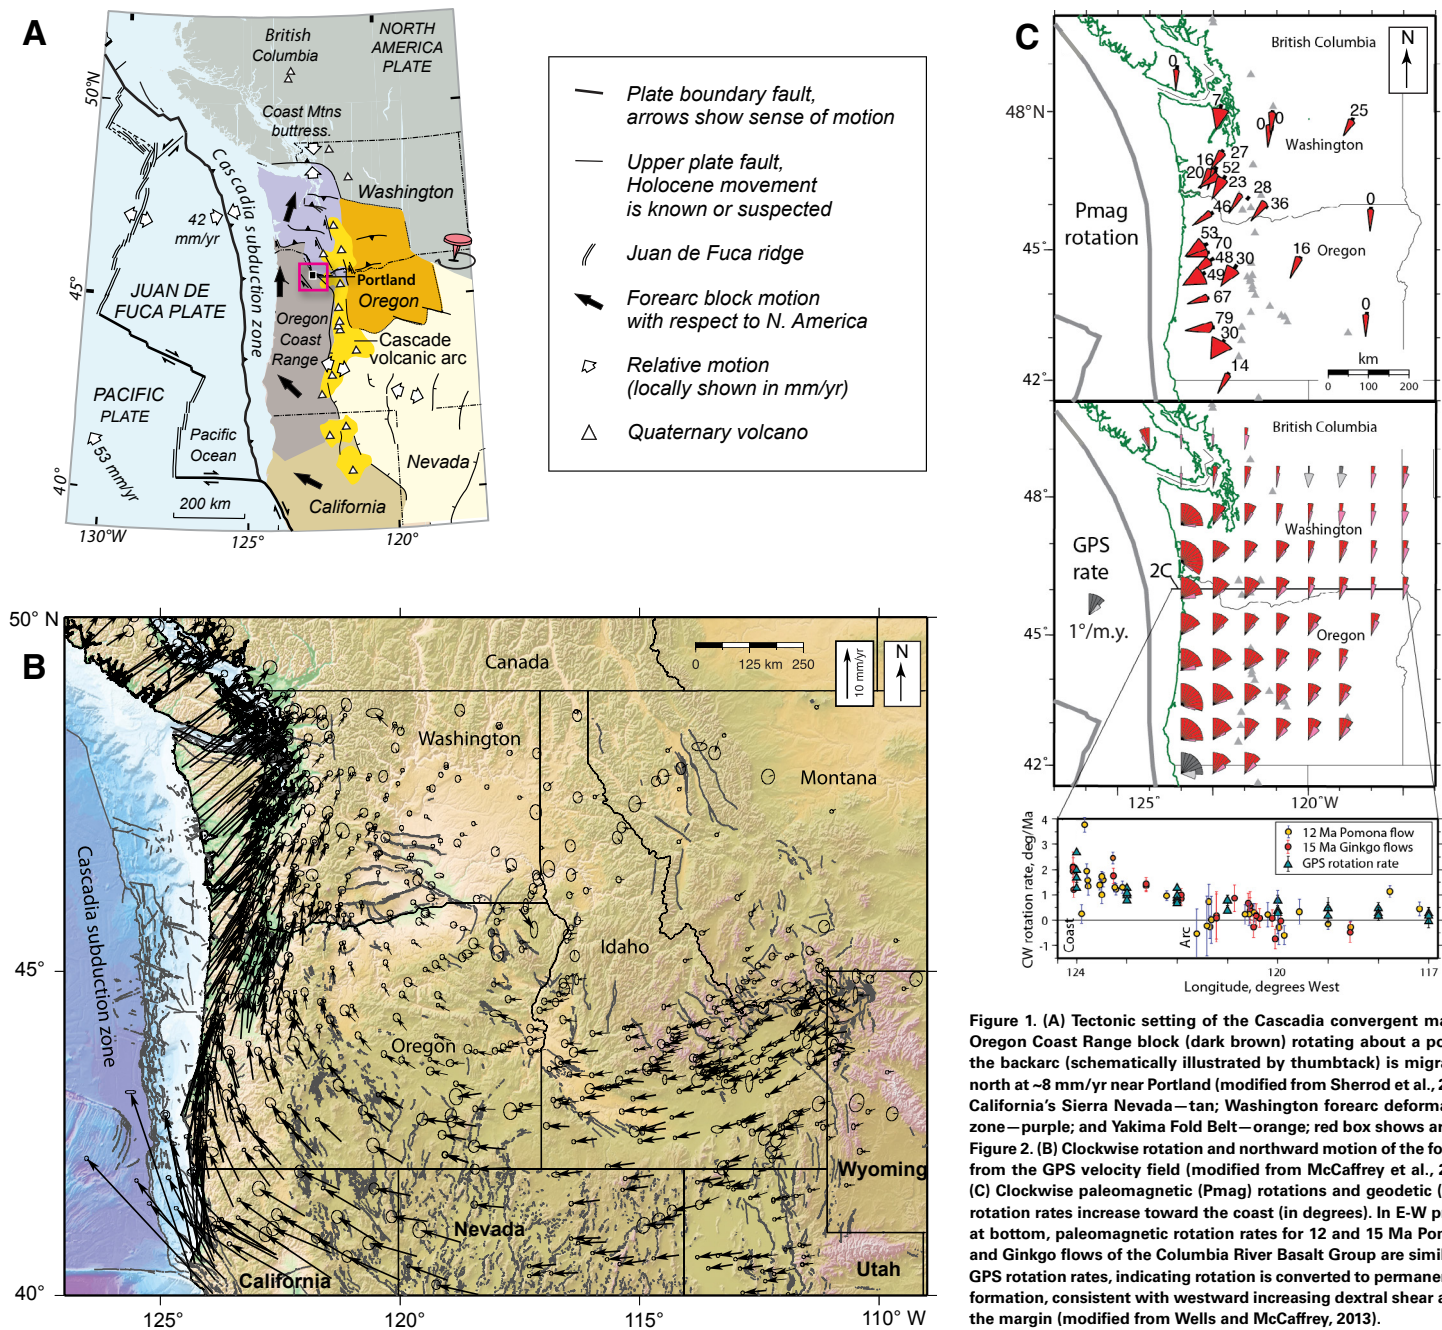 A
British
Columbia
NORTH
AMERICA
PLATE
50°N
Coast Mtns
buttress.
Washington
Cascadia subduction zone
42
mm/yr
45°
JUAN DE
FUCA PLATE
Portland
Oregon
Oregon
Coast
Range
Cascade
volcanic arc
PACIFIC
PLATE
Pacific
Ocean
53 mm/yr
Nevada
40°
200 km
California
130°W
125°
120°
Plate boundary fault,
arrows show sense of motion
Upper plate fault,
Holocene movement
is known or suspected
Juan de Fuca ridge
Forearc block motion
with respect to N. America
Relative motion
(locally shown in mm/yr)
Quaternary volcano
B
50° N
Canada
0 125 km 250
10 mm/yr
N
Washington
Montana
Cascadia subduction zone
45°
Idaho
Oregon
Wyoming
Nevada
California
Utah
40°
125°
120°
115°
110° W
C
British Columbia
N
0
48°N
7
0
0
25
Washington
27
16
52
20
23
28
36
46
0
Pmag
rotation
45°
53
70
48
30
49
16
Oregon
67
79
30
0
14
km
0 100 200
42°
British Columbia
48°
Washington
GPS
rate
2C
1°/m.y.
45°
Oregon
42°
125°
120°W
CW rotation rate, deg/Ma
4
3
2
1
0
-1
12 Ma Pomona flow
15 Ma Ginkgo flows
GPS rotation rate
Coast
Arc
124
120
117
Longitude, degrees West
Figure 1. (A) Tectonic setting of the Cascadia convergent ma
Oregon Coast Range block (dark brown) rotating about a po
the backarc (schematically illustrated by thumbtack) is migra
north at ~8 mm/yr near Portland (modified from Sherrod et al., 2
California's Sierra Nevada—tan; Washington forearc deforma
zone—purple; and Yakima Fold Belt—orange; red box shows ar
Figure 2. (B) Clockwise rotation and northward motion of the fo
from the GPS velocity field (modified from McCaffrey et al., 2
(C) Clockwise paleomagnetic (Pmag) rotations and geodetic (
rotation rates increase toward the coast (in degrees). In E-W p
at bottom, paleomagnetic rotation rates for 12 and 15 Ma Pon
and Ginkgo flows of the Columbia River Basalt Group are simil
GPS rotation rates, indicating rotation is converted to permane
formation, consistent with westward increasing dextral shear a
the margin (modified from Wells and McCaffrey, 2013).